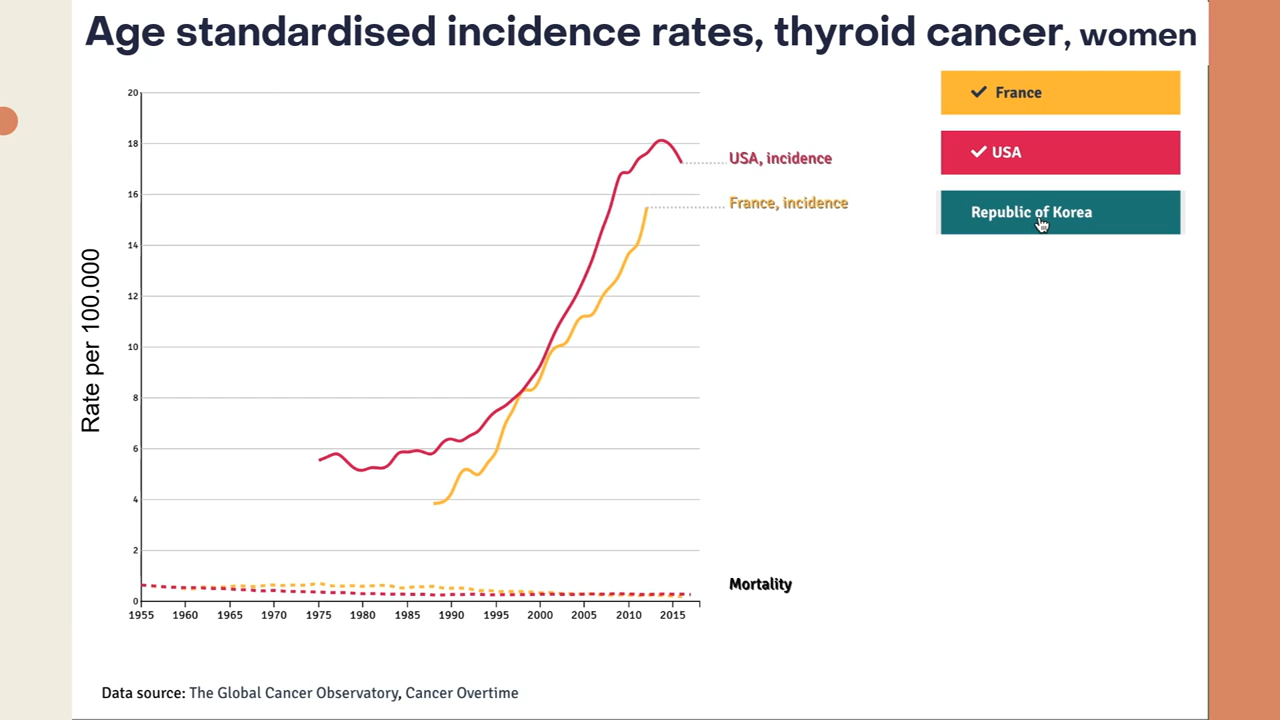 Age standardised incidence rates, thyroid cancer, women
France
USA
Republic of Korea
Rate per 100.000
20
18
16
14
12
10
8
6
4
2
0
USA, incidence
France, incidence
Mortality
1955 1960 1965 1970 1975 1980 1985 1990 1995 2000 2005 2010 2015
Data source: The Global Cancer Observatory, Cancer Overtime